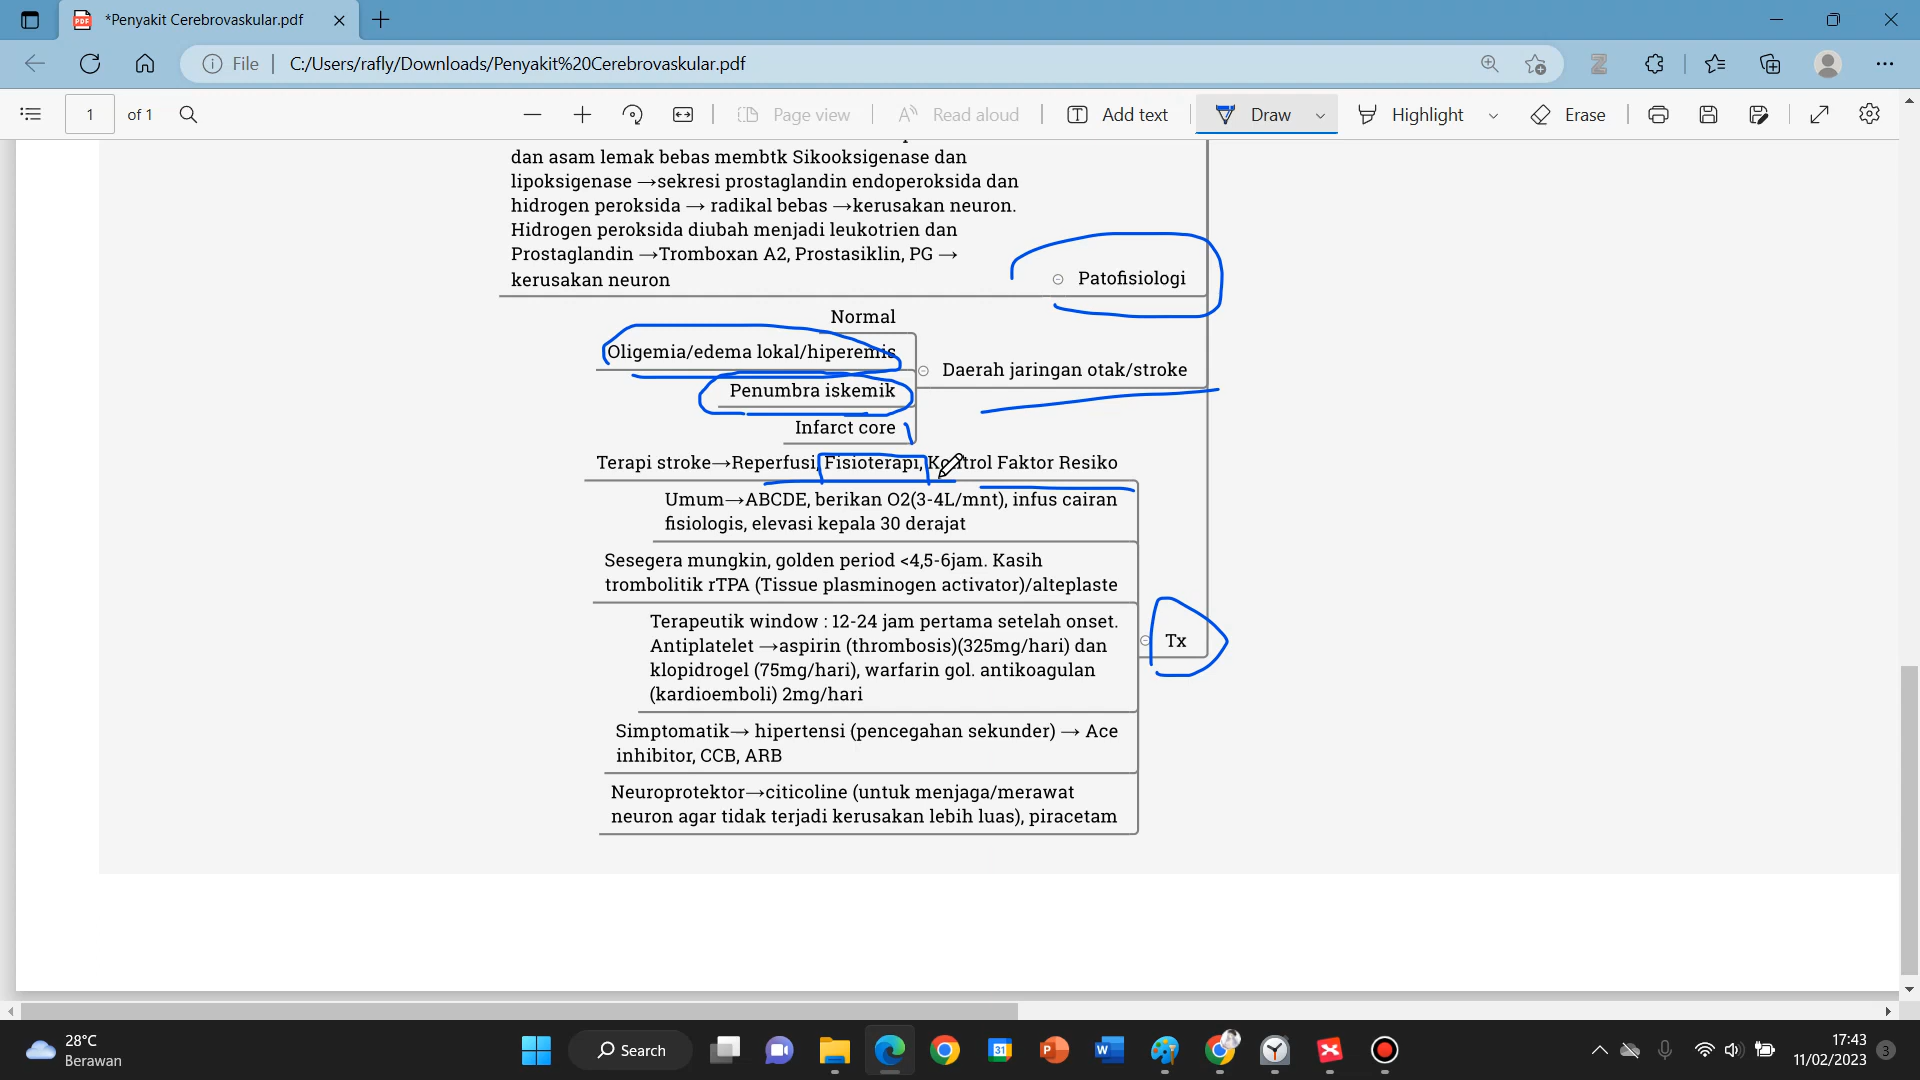 *Penyakit Cerebrovaskular.pdf
File
C:/Users/rafly/Downloads/Penyakit%20Cerebrovaskular.pdf
1 of 1
Page view
Read aloud
Add text
Draw
Highlight
Erase
dan asam lemak bebas membtk Sikooksigenase dan
lipoksigenase →sekresi prostaglandin endoperoksida dan
hidrogen peroksida → radikal bebas →kerusakan neuron.
Hidrogen peroksida diubah menjadi leukotrien dan
Prostaglandin →Tromboxan A2, Prostasiklin, PG →
kerusakan neuron
Patofisiologi
Normal
Oligemia/edema lokal/hiperemis
Penumbra iskemik
Infarct core
Daerah jaringan otak/stroke
Terapi stroke→Reperfusi, Fisioterapi, Kontrol Faktor Resiko
Umum→ABCDE, berikan O2(3-4L/mnt), infus cairan
fisiologis, elevasi kepala 30 derajat
Sesegera mungkin, golden period <4,5-6jam. Kasih
trombolitik rTPA (Tissue plasminogen activator)/alteplaste
Terapeutik window : 12-24 jam pertama setelah onset.
Antiplatelet →aspirin (thrombosis)(325mg/hari) dan
klopidrogel (75mg/hari), warfarin gol. antikoagulan
(kardioemboli) 2mg/hari
Tx
Simptomatik→ hipertensi (pencegahan sekunder) → Ace
inhibitor, CCB, ARB
Neuroprotektor→citicoline (untuk menjaga/merawat
neuron agar tidak terjadi kerusakan lebih luas), piracetam
28°C
Berawan
Search
17:43
11/02/2023
3